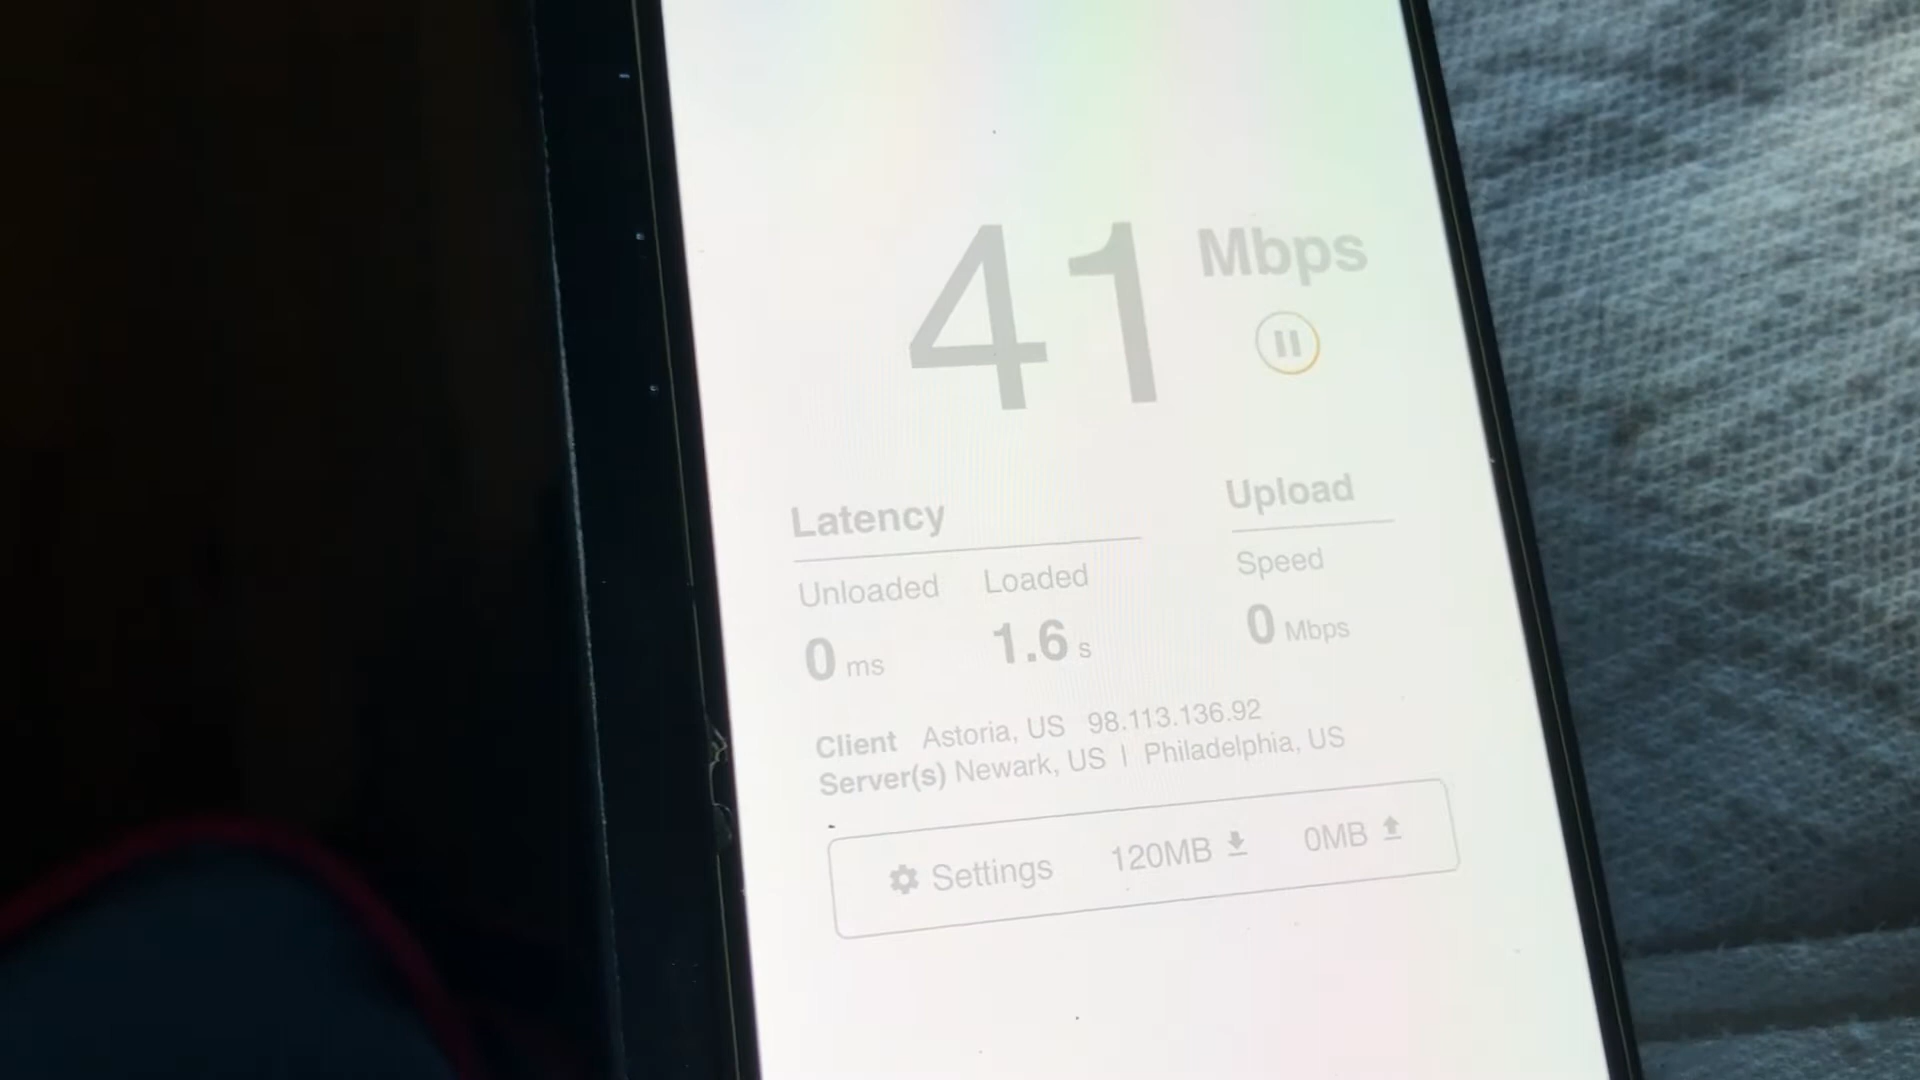 41 Mbps
Latency Upload
Unloaded Loaded Speed
0 ms 1.6 s 0 Mbps
Client Astoria, US 98.113.136.92
Server(s) Newark, US | Philadelphia, US
Settings 120MB 0MB